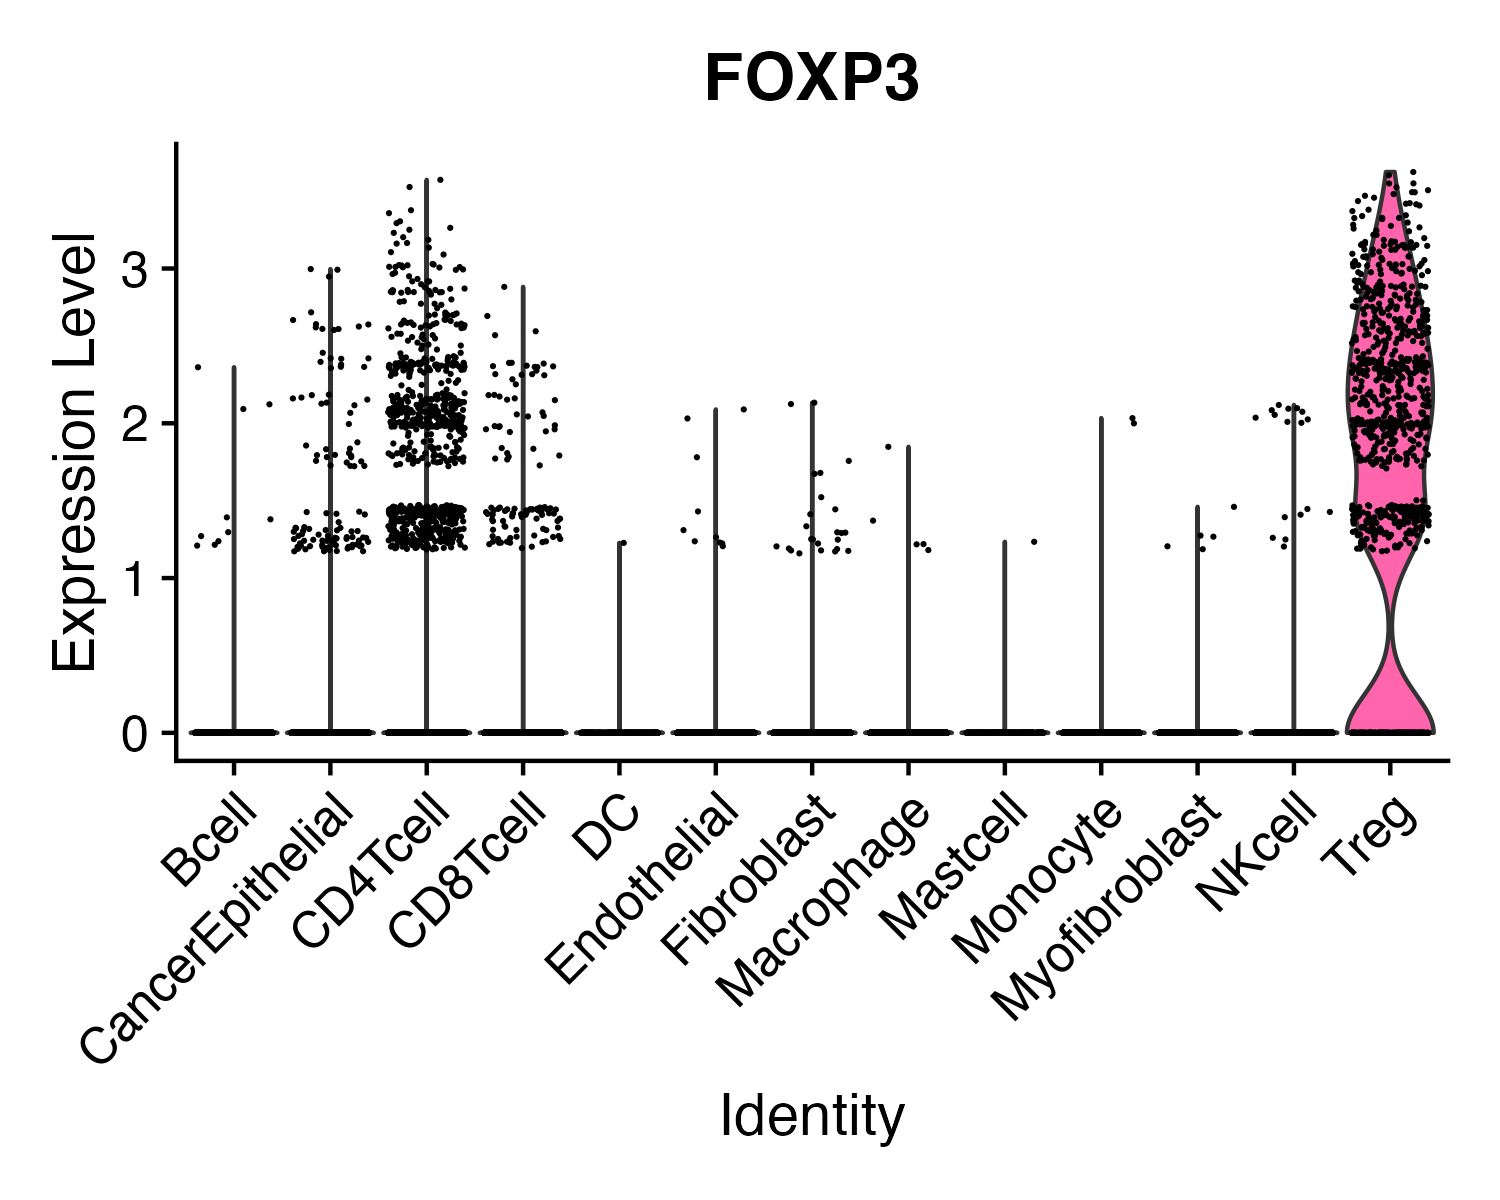 FOXP3
Expression Level
3
2
1
0
Bcell
CancerEpithelial
CD4Tcell
CD8Tcell
DC
Endothelial
Fibroblast
Macrophage
Mastcell
Monocyte
Myofibroblast
NKcell
Treg
Identity